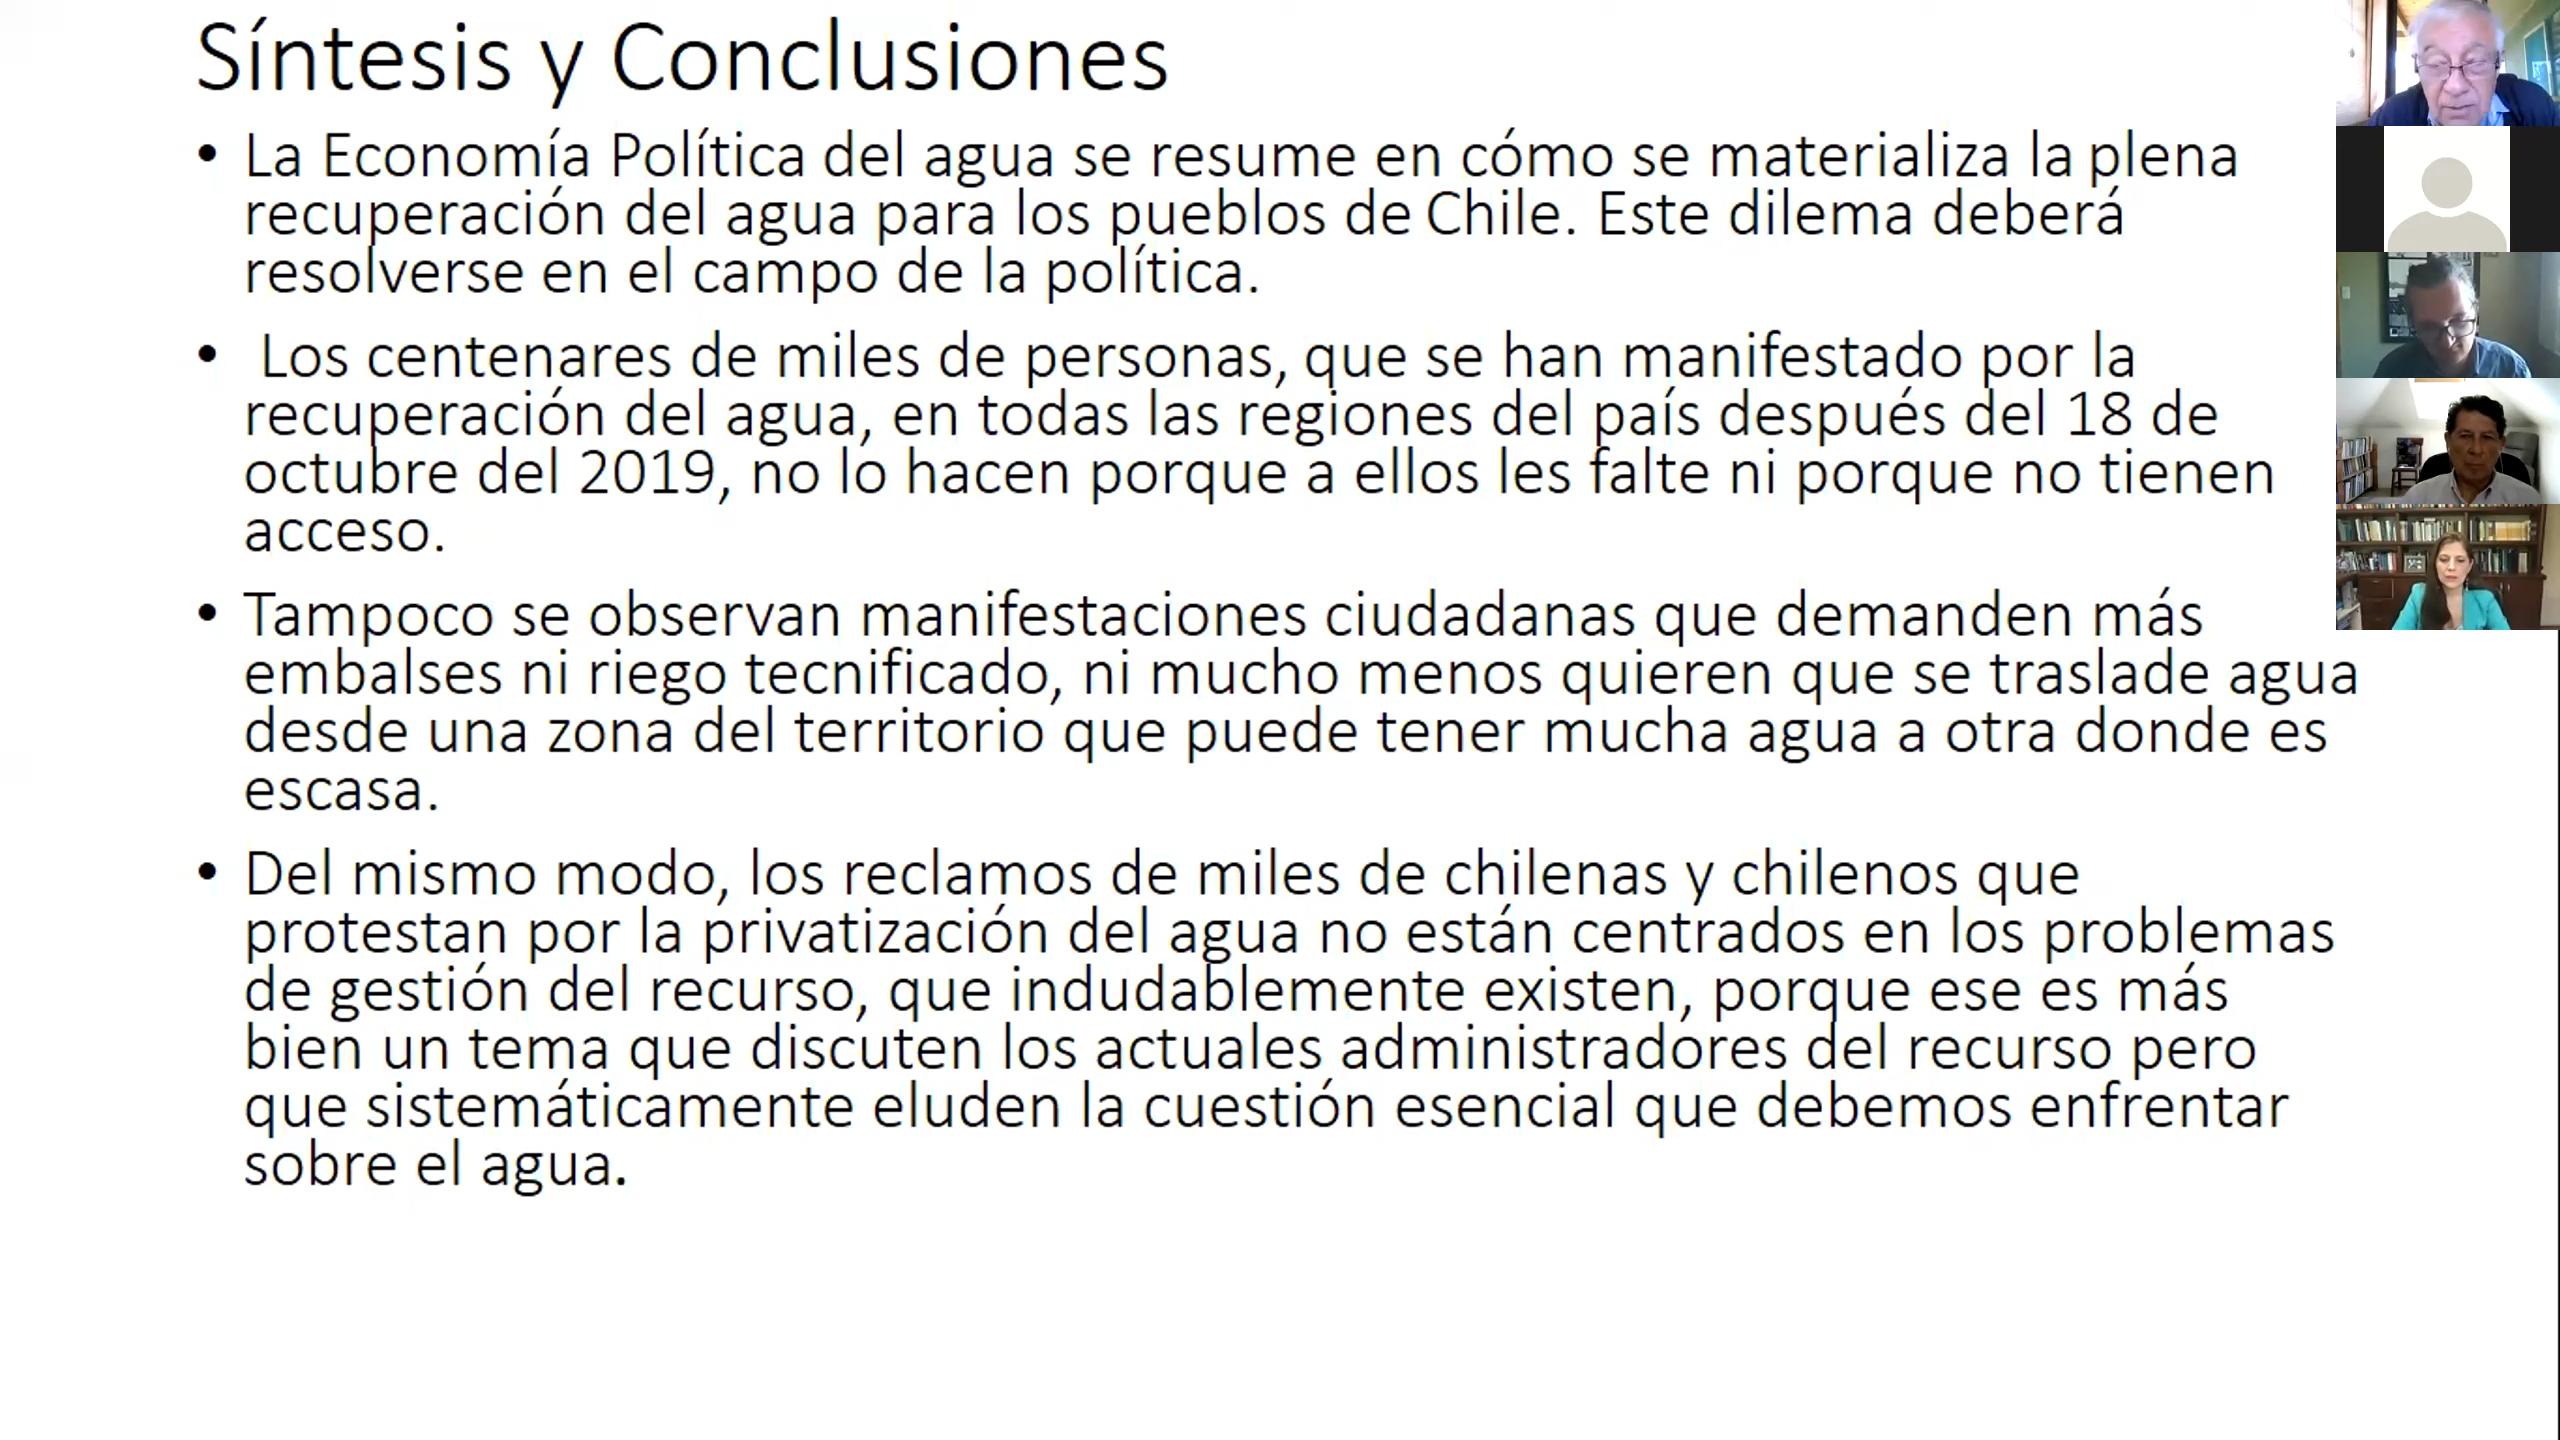 Síntesis y Conclusiones
• La Economía Política del agua se resume en cómo se materializa la plena
recuperación del agua para los pueblos de Chile. Este dilema deberá
resolverse en el campo de la política.
• Los centenares de miles de personas, que se han manifestado por la
recuperación del agua, en todas las regiones del país después del 18 de
octubre del 2019, no lo hacen porque a ellos les falte ni porque no tienen
acceso.
• Tampoco se observan manifestaciones ciudadanas que demanden más
embalses ni riego tecnificado, ni mucho menos quieren que se traslade agua
desde una zona del territorio que puede tener mucha agua a otra donde es
escasa.
• Del mismo modo, los reclamos de miles de chilenas y chilenos que
protestan por la privatización del agua no están centrados en los problemas
de gestión del recurso, que indudablemente existen, porque ese es más
bien un tema que discuten los actuales administradores del recurso pero
que sistemáticamente eluden la cuestión esencial que debemos enfrentar
sobre el agua.